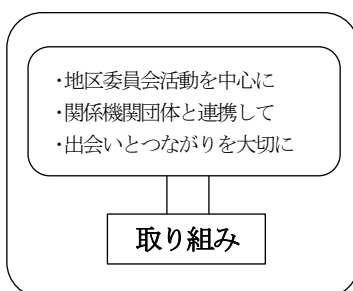 ・地区委員会活動を中心に
・関係機関団体と連携して
・出会いとつながりを大切に
取り組み